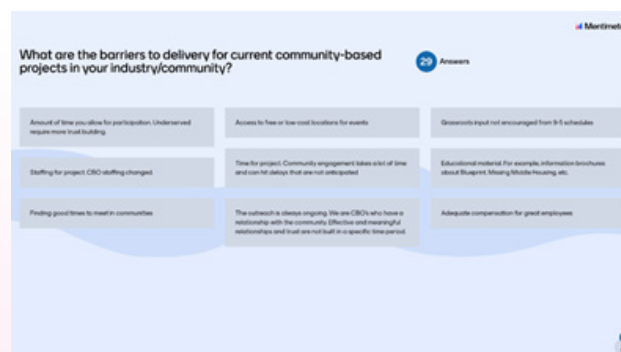 Mentimet
What are the barriers to delivery for current community-based
projects in your industry/community?
29 Answers
Amount of time you allow for participation. Underserved
require more trust building.
Access to free or low-cost locations for events
Grassroots input not encouraged from 9-5 schedules
Staffing for project. CBO staffing changed
Time for project. Community engagement takes a lot of time
and can hit delays that are not anticipated
Educational material. For example, information brochures
about Blueprint, Missing Middle Housing, etc.
Finding good times to meet in communities
The outreach is always ongoing. We are CBO's who have a
relationship with the community. Effective and meaningful
relationships and trust are not built in a specific time period.
Adequate compensation for great employees